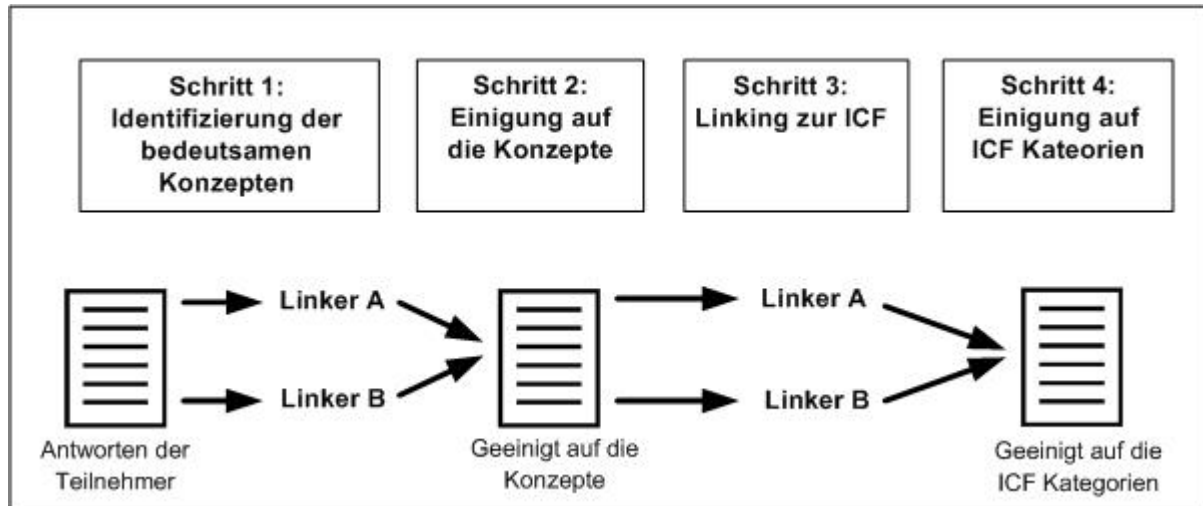 Schritt 1:
Identifizierung der
bedeutsamen
Konzepten
Schritt 2:
Einigung auf
die Konzepte
Schritt 3:
Linking zur ICF
Schritt 4:
Einigung auf
ICF Kateorien
Linker A
Linker B
Linker A
Linker B
Antworten der
Teilnehmer
Geeinigt auf die
Konzepte
Geeinigt auf die
ICF Kategorien